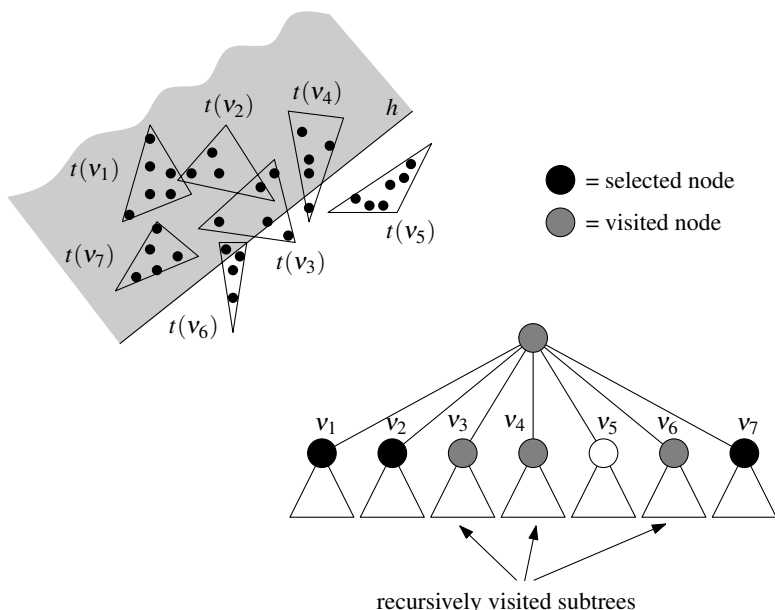 t(ν₄)
h
t(ν₂)
t(ν₁)
= selected node
= visited node
t(ν₅)
t(ν₇)
t(ν₃)
t(ν₆)
ν₁ ν₂ ν₃ ν₄ ν₅ ν₆ ν₇
recursively visited subtrees